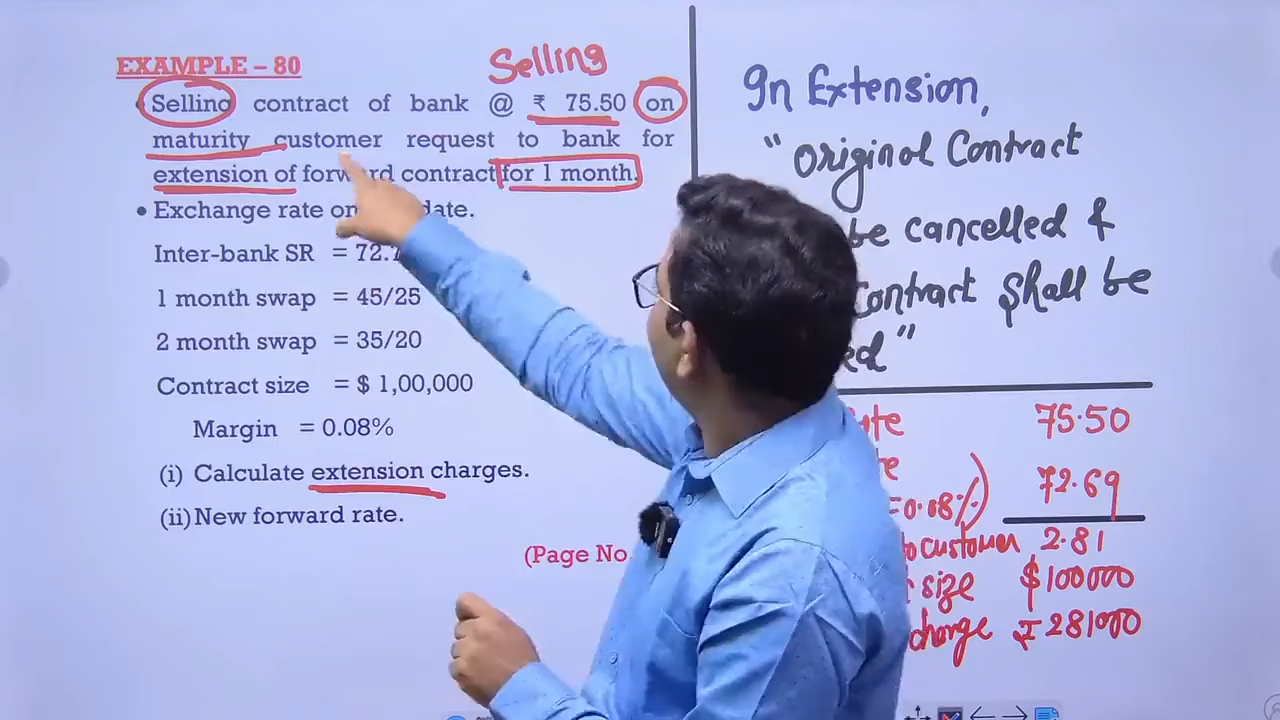 EXAMPLE – 80
Selling
• Selling contract of bank @ ₹ 75.50 on
maturity customer request to bank for
extension of forward contract for 1 month.
• Exchange rate on date.
Inter-bank SR = 72.
1 month swap = 45/25
2 month swap = 35/20
Contract size = $ 1,00,000
Margin = 0.08%
(i) Calculate extension charges.
(ii) New forward rate.
(Page No
In Extension,
"Original Contract
be cancelled &
Contract shall be
"
75.50
72.69
=0.08%)
to customer 2.81
size $100000
charge ₹ 281000